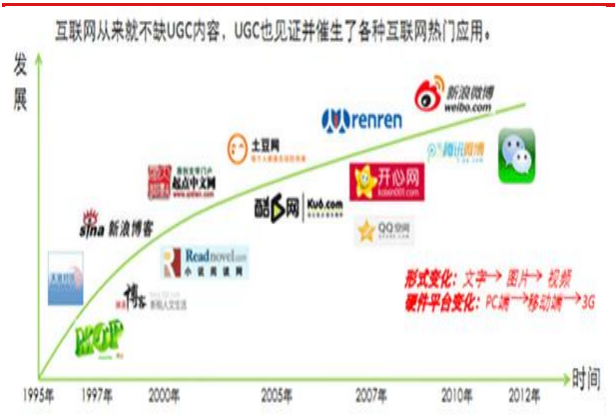 互联网从来就不缺UGC内容，UGC也见证并催生了各种互联网热门应用。
发
展
新浪微博
weibo.com
renren
土豆网
腾讯微博
起点中文网
开心网
kaixin001.com
酷6网 Ku6.com
sina 新浪博客
QQ空间
Readnovel.com
小说阅读网
博客
MOP
形式变化：文字→ 图片→ 视频
硬件平台变化：PC端→移动端→3G
时间
1995年 1997年 2000年 2005年 2007年 2010年 2012年